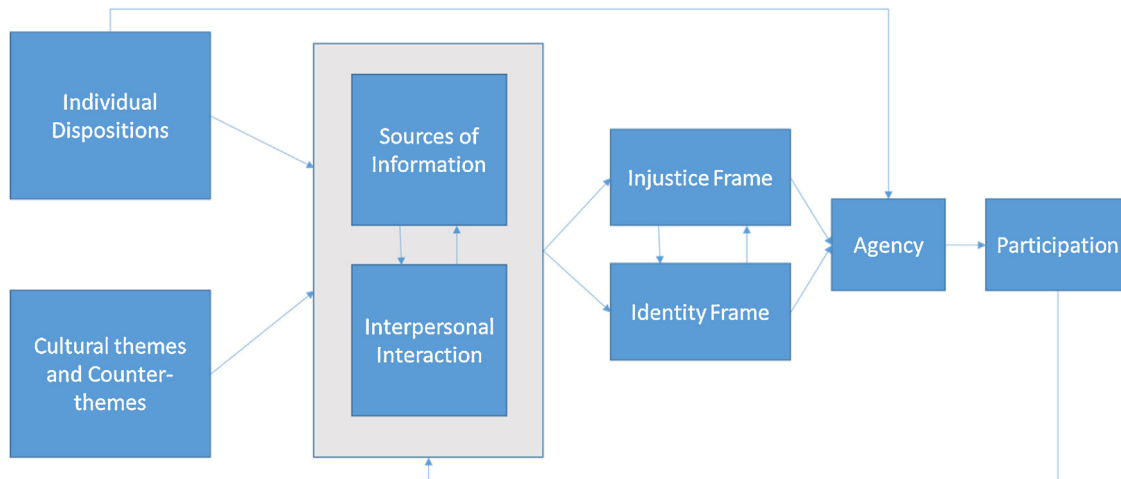 Individual
Dispositions
Sources of
Information
Injustice Frame
Agency
Participation
Identity Frame
Interpersonal
Interaction
Cultural themes
and Counter-
themes